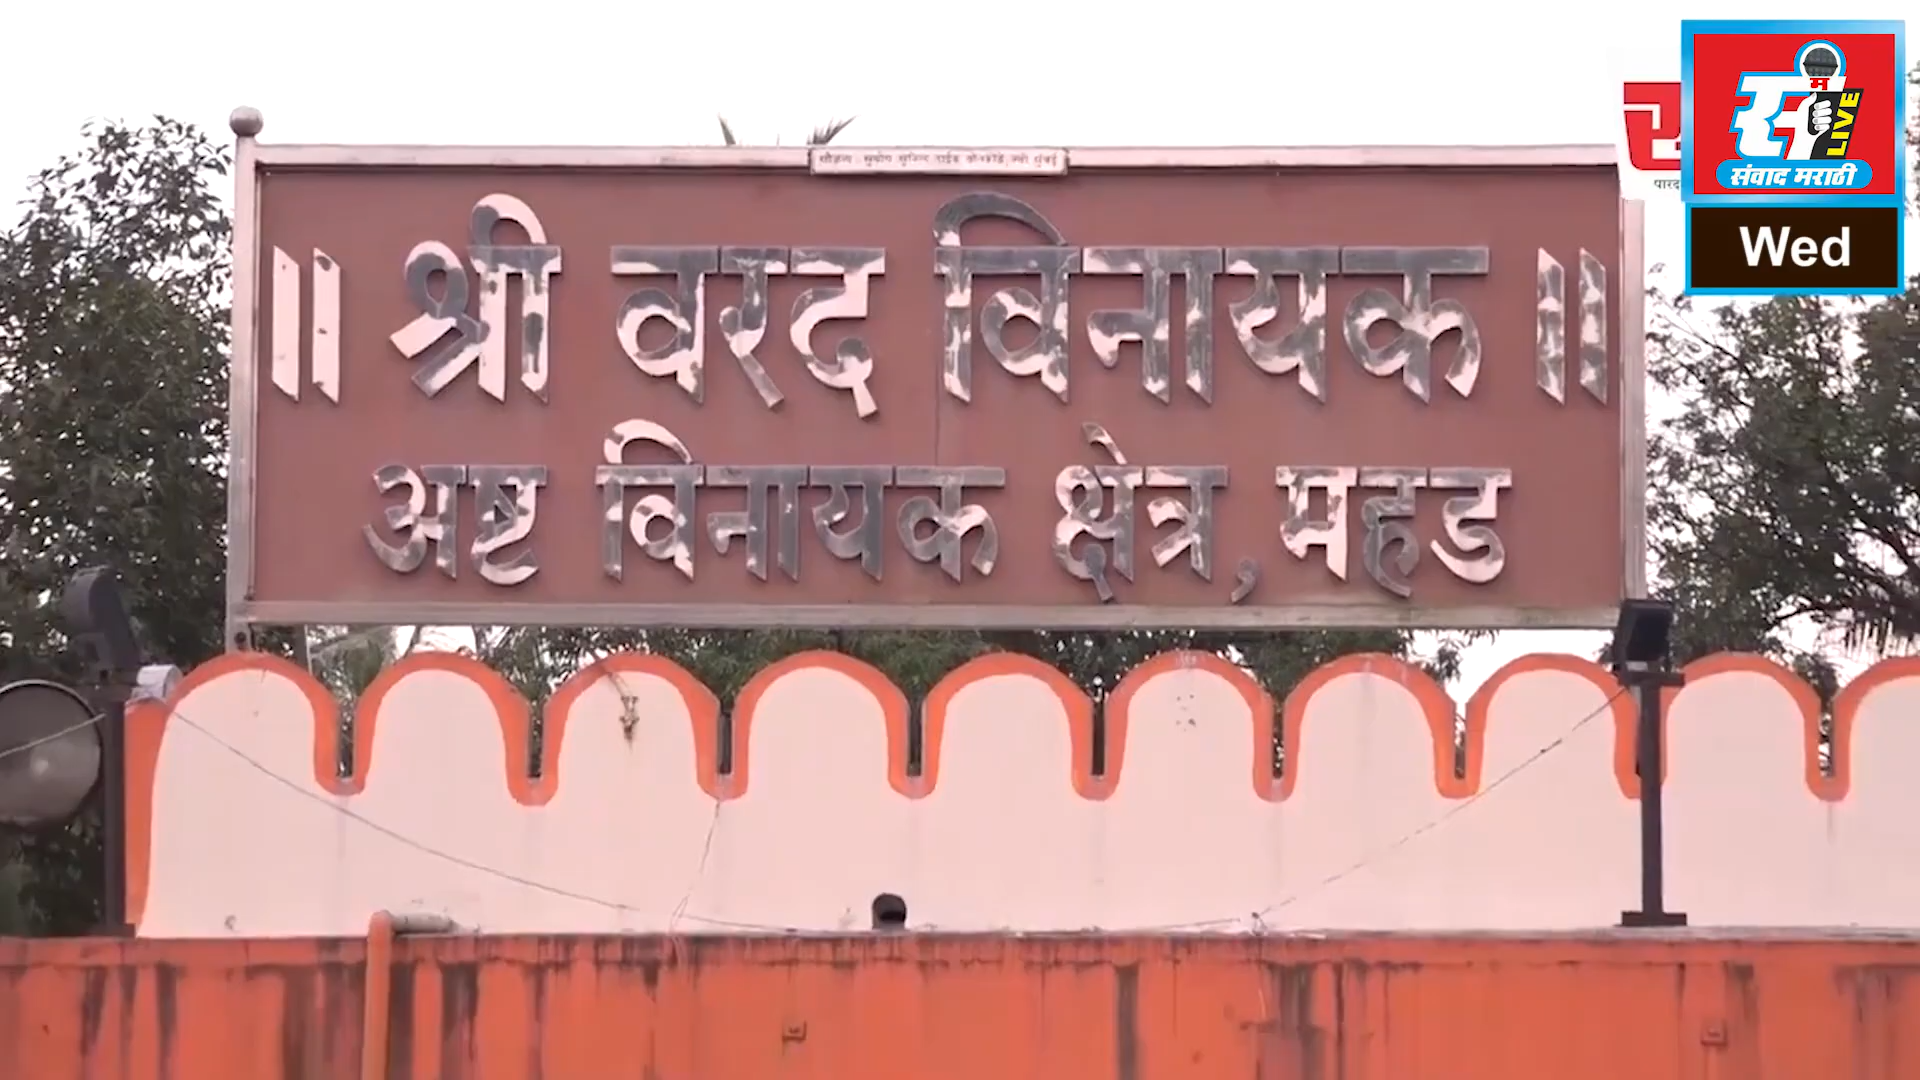 ॥ श्री वरद विनायक ॥
अष्ट विनायक क्षेत्र, महड
स
म
LIVE
संवाद मराठी
Wed